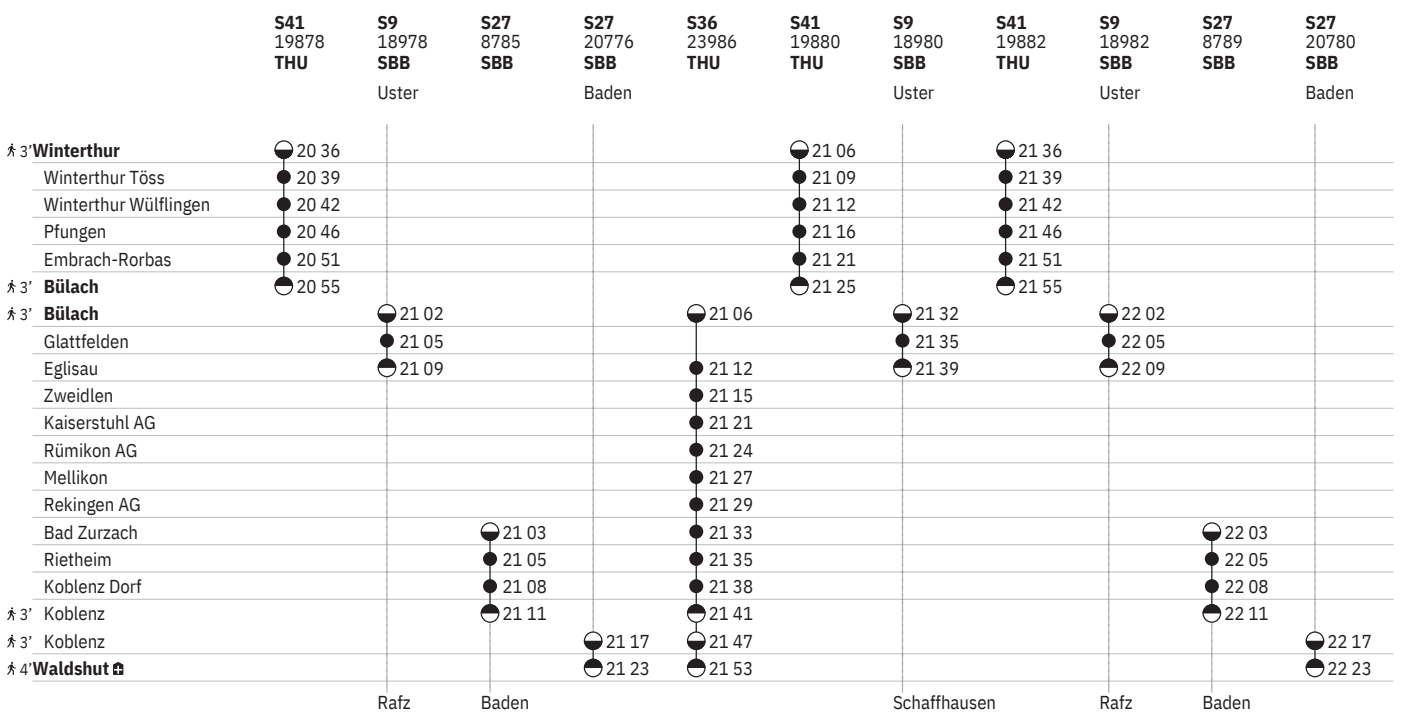 S41 S9 S27 S27 S36 S41 S9 S41 S9 S27 S27
19878 18978 8785 20776 23986 19880 18980 19882 18982 8789 20780
THU SBB SBB SBB THU THU SBB THU SBB SBB SBB
Uster Baden Uster Uster Baden
3' Winterthur 20 36 21 06 21 36
Winterthur Töss 20 39 21 09 21 39
Winterthur Wülflingen 20 42 21 12 21 42
Pfungen 20 46 21 16 21 46
Embrach-Rorbas 20 51 21 21 21 51
3' Bülach 20 55 21 25 21 55
3' Bülach 21 02 21 06 21 32 22 02
Glattfelden 21 05 21 35 22 05
Eglisau 21 09 21 12 21 39 22 09
Zweidlen 21 15
Kaiserstuhl AG 21 21
Rümikon AG 21 24
Mellikon 21 27
Rekingen AG 21 29
Bad Zurzach 21 03 21 33 22 03
Rietheim 21 05 21 35 22 05
Koblenz Dorf 21 08 21 38 22 08
3' Koblenz 21 11 21 41 22 11
3' Koblenz 21 17 21 47 22 17
4' Waldshut 21 23 21 53 22 23
Rafz Baden Schaffhausen Rafz Baden